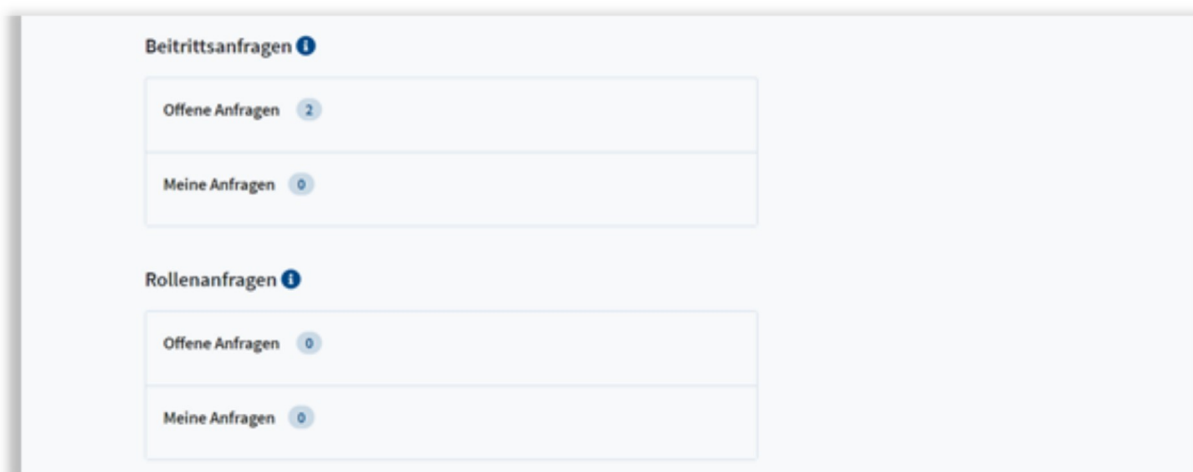 Beitrittsanfragen
Offene Anfragen 2
Meine Anfragen 0
Rollenanfragen
Offene Anfragen 0
Meine Anfragen 0